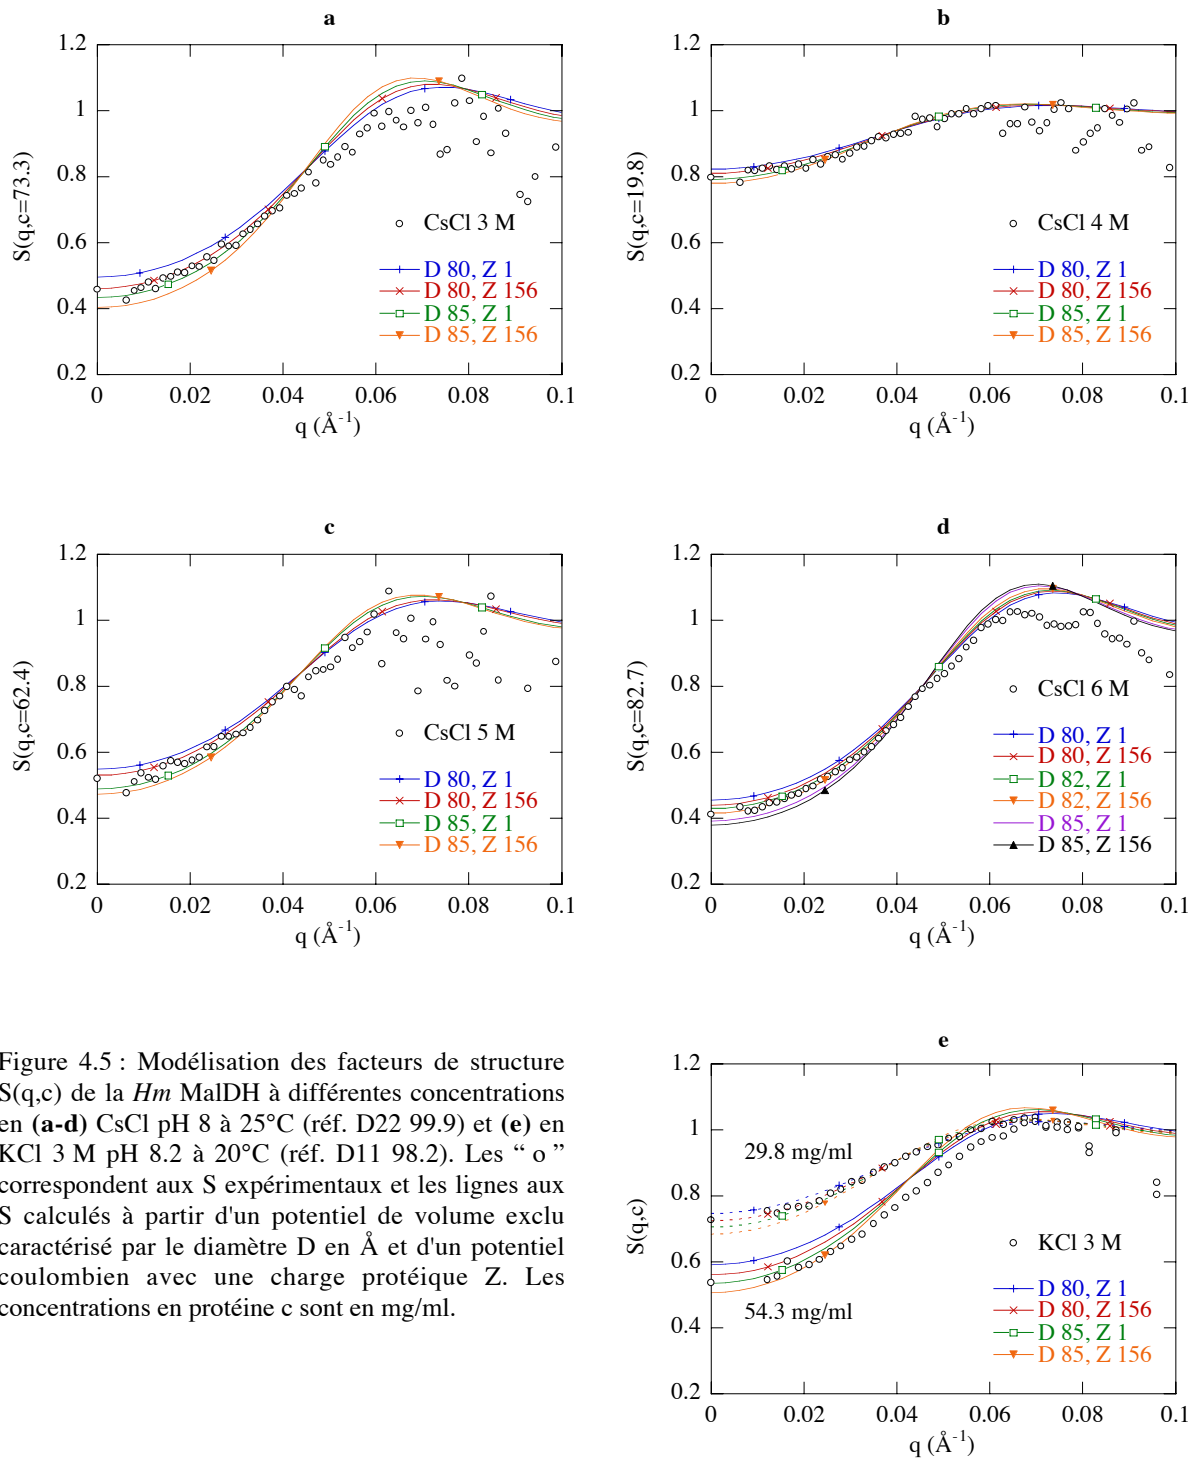 a
1.2
1
0.8
0.6
0.4
0.2
S(q,c=73.3)
CsCl 3 M
D 80, Z 1
D 80, Z 156
D 85, Z 1
D 85, Z 156
0 0.02 0.04 0.06 0.08 0.1
q (Å⁻¹)
b
1.2
1
0.8
0.6
0.4
0.2
S(q,c=19.8)
CsCl 4 M
D 80, Z 1
D 80, Z 156
D 85, Z 1
D 85, Z 156
0 0.02 0.04 0.06 0.08 0.1
q (Å⁻¹)
c
1.2
1
0.8
0.6
0.4
0.2
S(q,c=62.4)
CsCl 5 M
D 80, Z 1
D 80, Z 156
D 85, Z 1
D 85, Z 156
0 0.02 0.04 0.06 0.08 0.1
q (Å⁻¹)
d
1.2
1
0.8
0.6
0.4
0.2
S(q,c=82.7)
CsCl 6 M
D 80, Z 1
D 80, Z 156
D 82, Z 1
D 82, Z 156
D 85, Z 1
D 85, Z 156
0 0.02 0.04 0.06 0.08 0.1
q (Å⁻¹)
Figure 4.5 : Modélisation des facteurs de structure
S(q,c) de la Hm MalDH à différentes concentrations
en (a-d) CsCl pH 8 à 25°C (réf. D22 99.9) et (e) en
KCl 3 M pH 8.2 à 20°C (réf. D11 98.2). Les “ o ”
correspondent aux S expérimentaux et les lignes aux
S calculés à partir d'un potentiel de volume exclu
caractérisé par le diamètre D en Å et d'un potentiel
coulombien avec une charge protéique Z. Les
concentrations en protéine c sont en mg/ml.
e
1.2
1
0.8
0.6
0.4
0.2
S(q,c)
29.8 mg/ml
54.3 mg/ml
KCl 3 M
D 80, Z 1
D 80, Z 156
D 85, Z 1
D 85, Z 156
0 0.02 0.04 0.06 0.08 0.1
q (Å⁻¹)